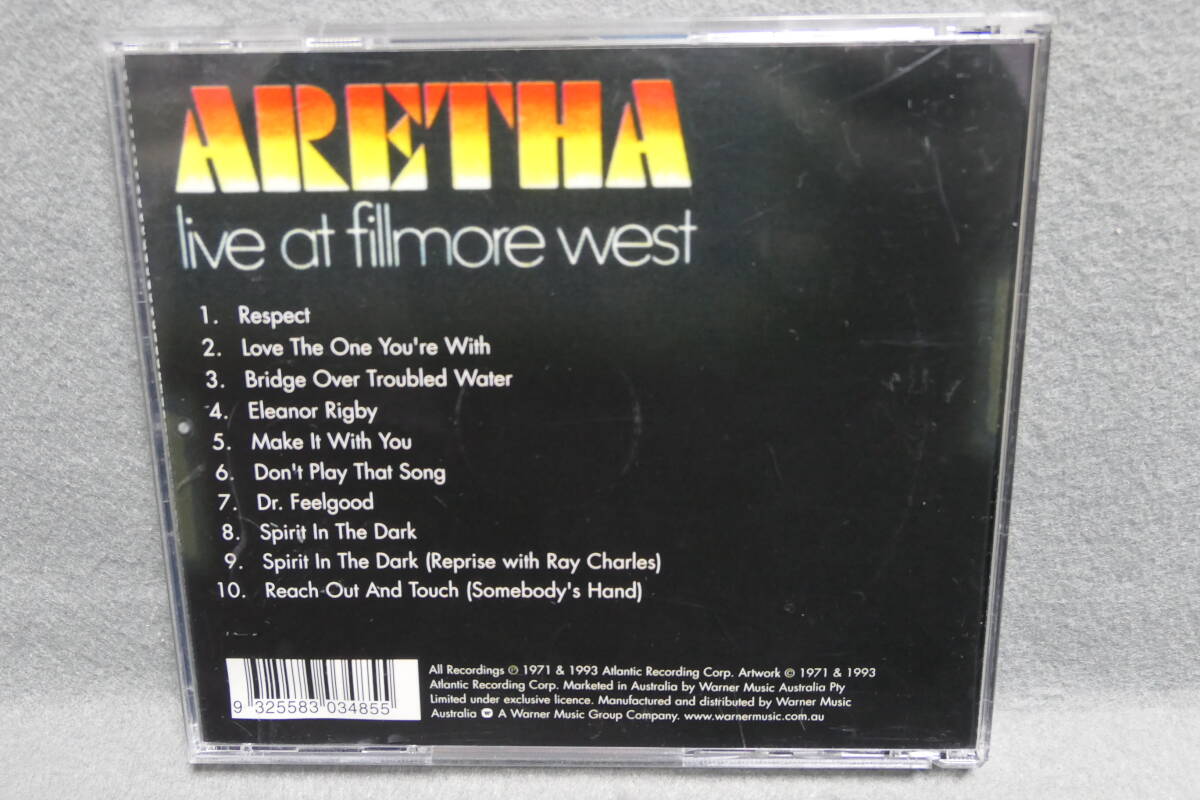 ARETHA
live at fillmore west
1. Respect
2. Love The One You're With
3. Bridge Over Troubled Water
4. Eleanor Rigby
5. Make It With You
6. Don't Play That Song
7. Dr. Feelgood
8. Spirit In The Dark
9. Spirit In The Dark (Reprise with Ray Charles)
10. Reach Out And Touch (Somebody's Hand)
All Recordings ℗ 1971 & 1993 Atlantic Recording Corp. Artwork © 1971 & 1993
Atlantic Recording Corp. Marketed in Australia by Warner Music Australia Pty
Limited under exclusive licence. Manufactured and distributed by Warner Music
Australia A Warner Music Group Company. www.warnermusic.com.au
9 325583 034855